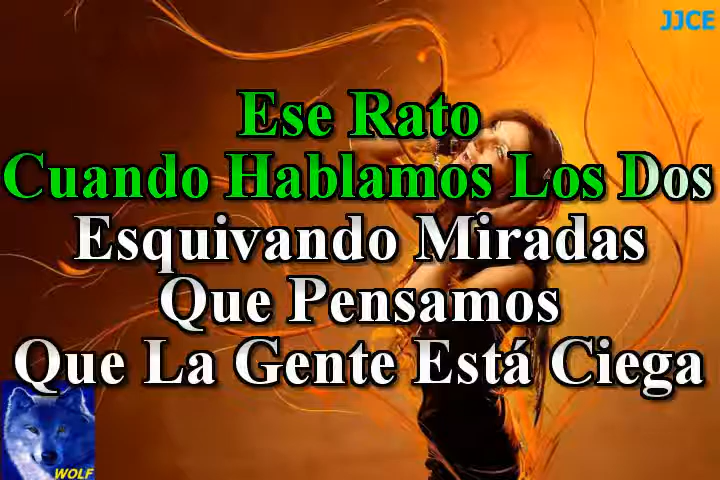 JJCE
Ese Rato
Cuando Hablamos Los Dos
Esquivando Miradas
Que Pensamos
Que La Gente Está Ciega
WOLF